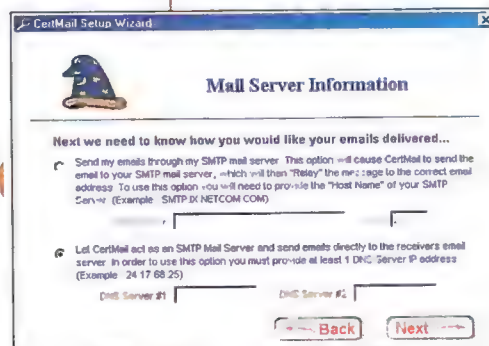 CertMail Setup Wizard
Mail Server Information
Next we need to know how you would like your emails delivered...
Send my emails through my SMTP mail server. This option will cause CertMail to send the
email to your SMTP mail server, which will then "Relay" the message to the correct email
address. To use this option you will need to provide the "Host Name" of your SMTP
Server. (Example: SMTP.IX.NETCOM.COM)
Let CertMail act as an SMTP Mail Server and send emails directly to the receivers email
server. In order to use this option you must provide at least 1 DNS Server IP address
(Example: 24.17.68.25)
DNS Server #1
DNS Server #2
Back
Next